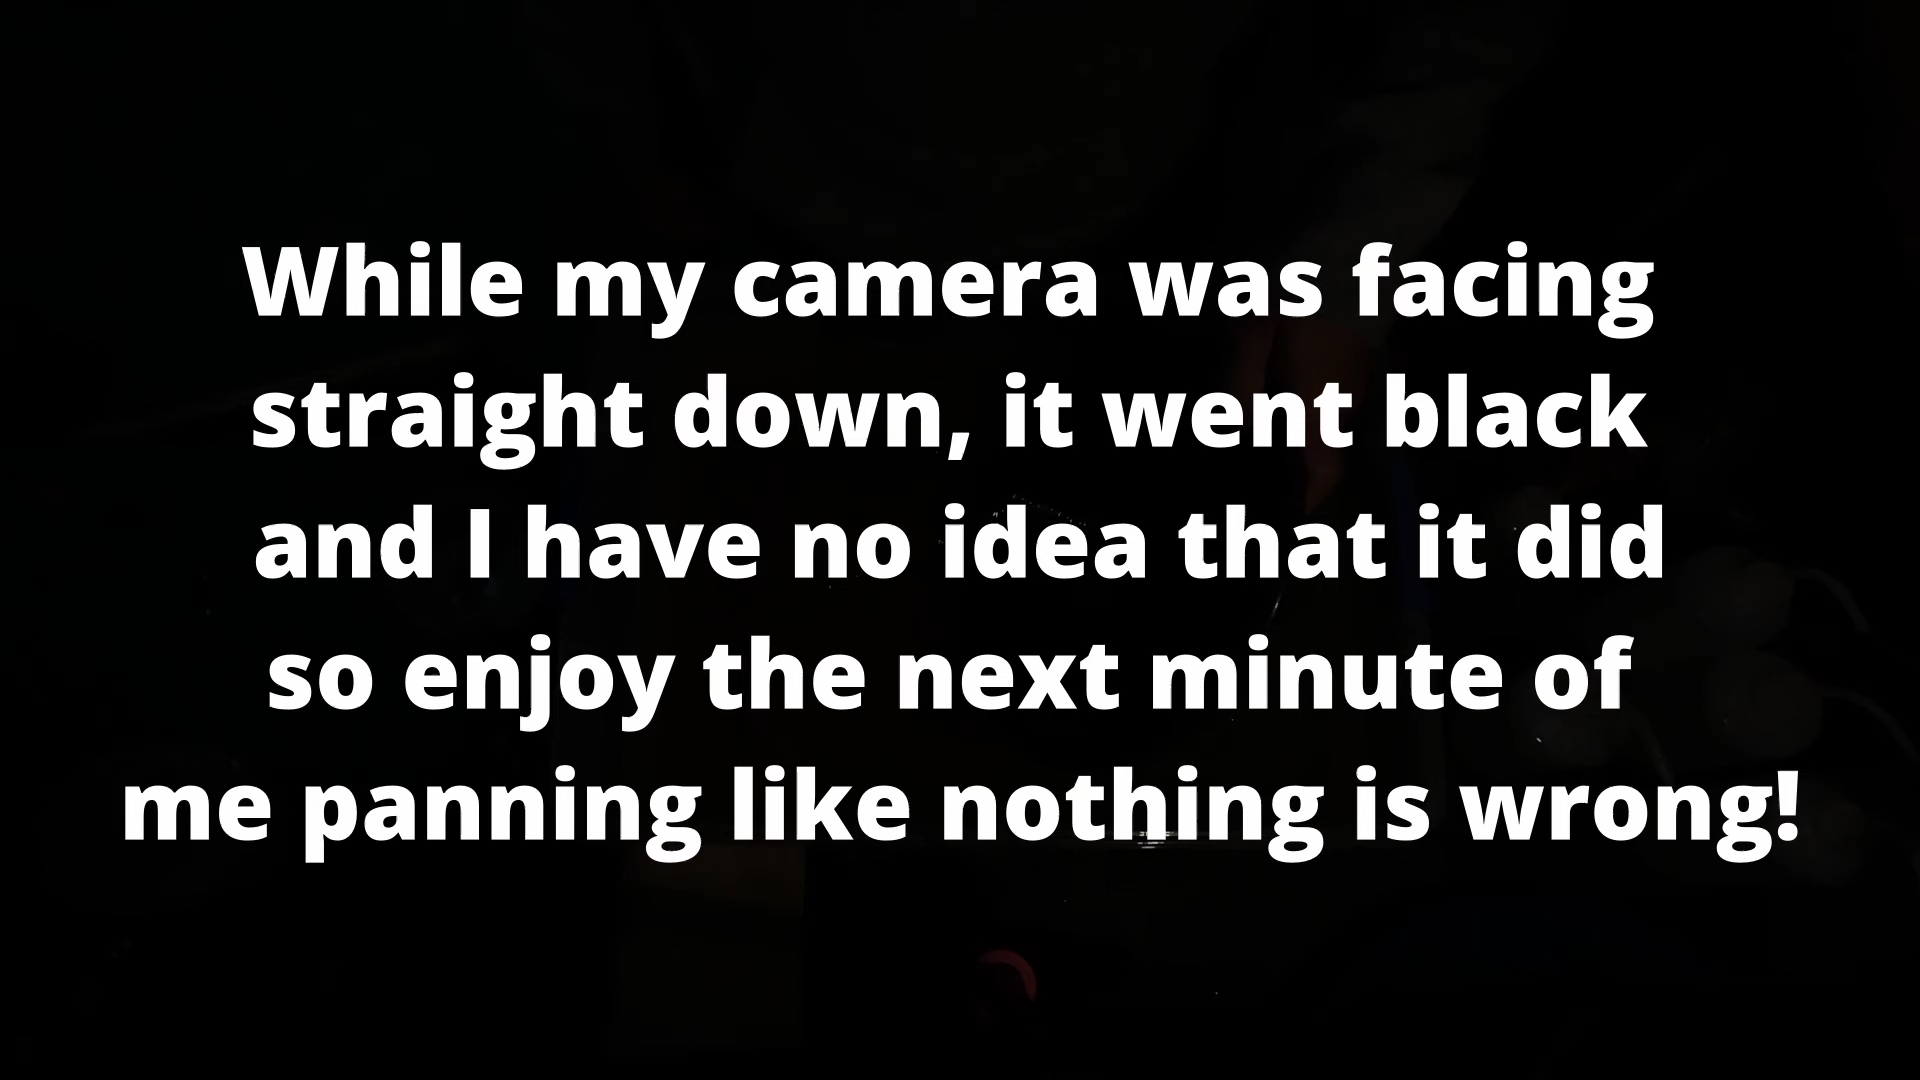 While my camera was facing
straight down, it went black
and I have no idea that it did
so enjoy the next minute of
me panning like nothing is wrong!